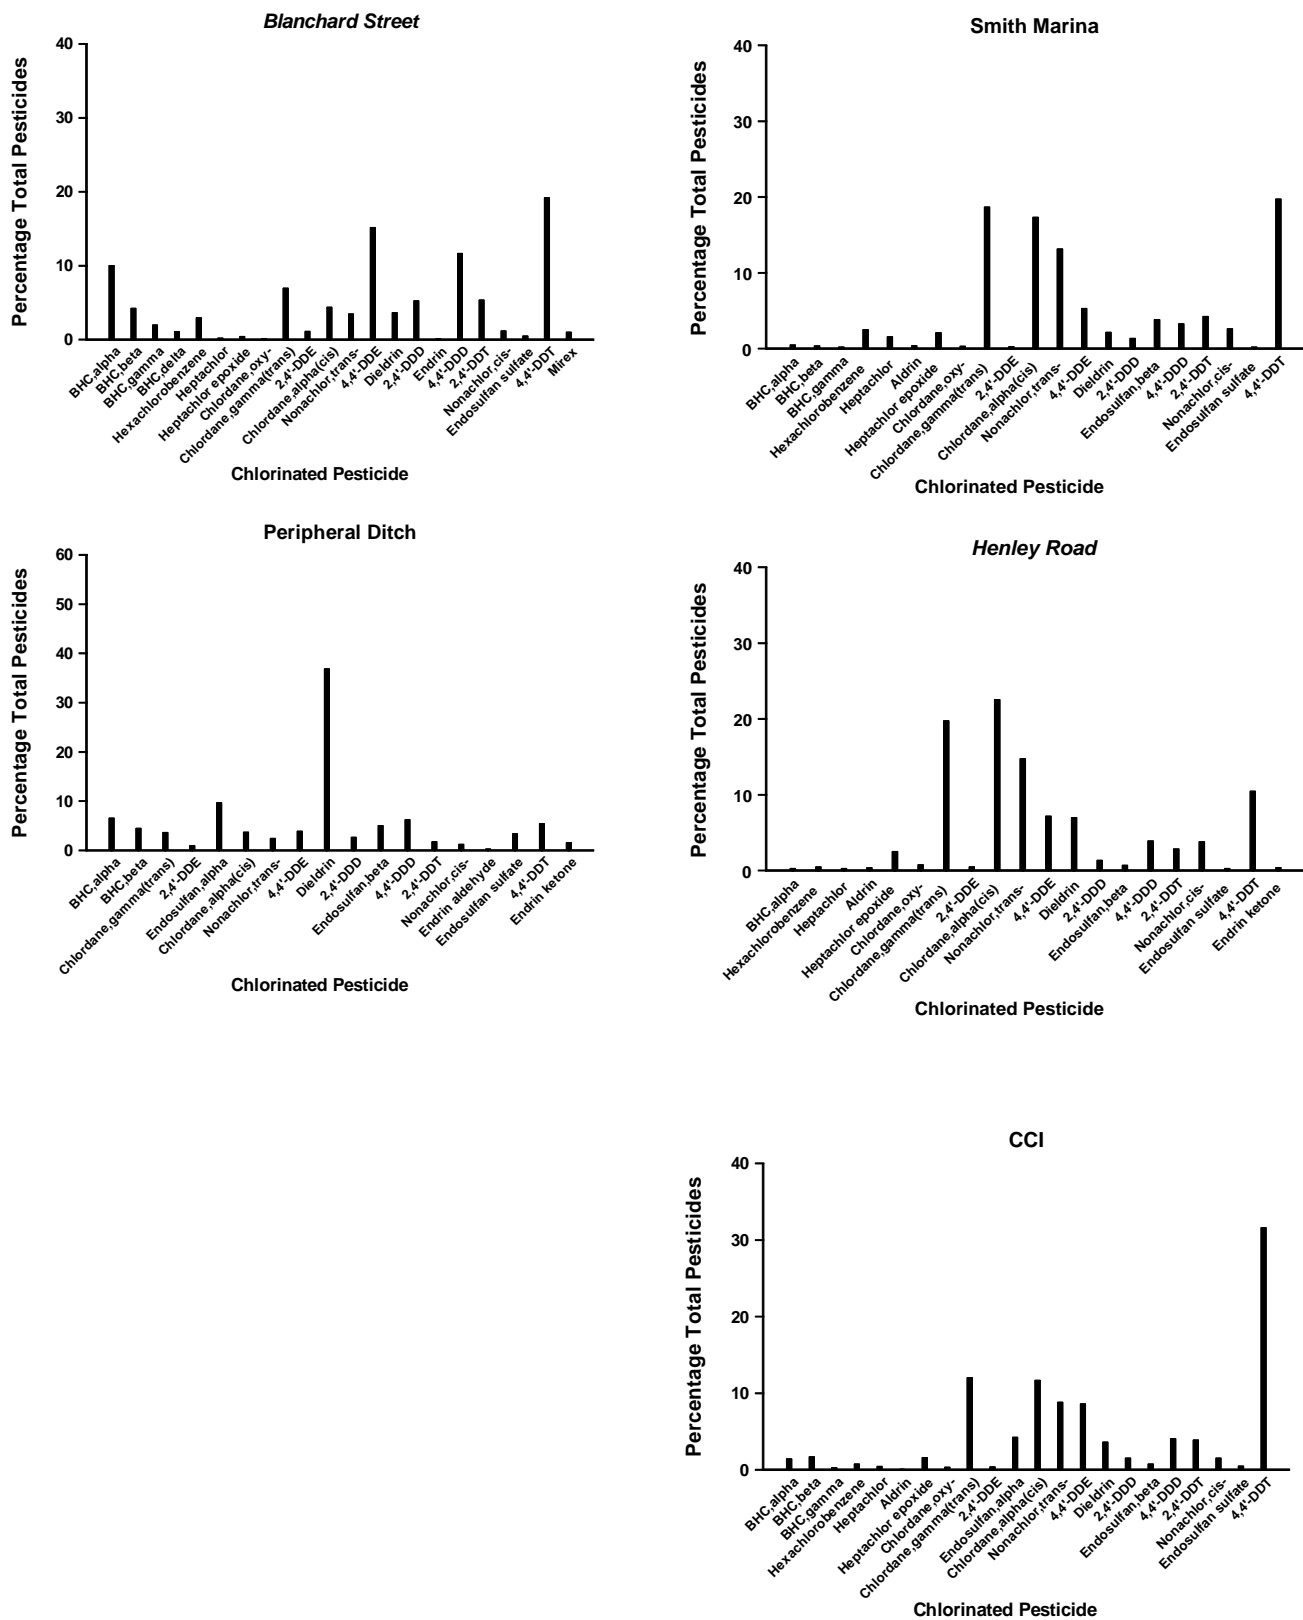 Blanchard Street
Percentage Total Pesticides
40
30
20
10
0
BHC,alpha
BHC,beta
BHC,gamma
BHC,delta
Hexachlorobenzene
Heptachlor
Heptachlor epoxide
Chlordane,oxy-
Chlordane,gamma(trans)
2,4'-DDE
Chlordane,alpha(cis)
Nonachlor,trans-
4,4'-DDE
Dieldrin
2,4'-DDD
Endrin
4,4'-DDD
2,4'-DDT
Nonachlor,cis-
Endosulfan sulfate
4,4'-DDT
Mirex
Chlorinated Pesticide
Smith Marina
Percentage Total Pesticides
40
30
20
10
0
BHC,alpha
BHC,beta
BHC,gamma
Hexachlorobenzene
Heptachlor
Aldrin
Heptachlor epoxide
Chlordane,oxy-
Chlordane,gamma(trans)
2,4'-DDE
Chlordane,alpha(cis)
Nonachlor,trans-
4,4'-DDE
Dieldrin
2,4'-DDD
Endosulfan,beta
4,4'-DDD
2,4'-DDT
Nonachlor,cis-
Endosulfan sulfate
4,4'-DDT
Chlorinated Pesticide
Peripheral Ditch
Percentage Total Pesticides
60
50
40
30
20
10
0
BHC,alpha
BHC,beta
Chlordane,gamma(trans)
2,4'-DDE
Endosulfan,alpha
Chlordane,alpha(cis)
Nonachlor,trans-
4,4'-DDE
Dieldrin
2,4'-DDD
Endosulfan,beta
4,4'-DDD
2,4'-DDT
Nonachlor,cis-
Endrin aldehyde
Endosulfan sulfate
4,4'-DDT
Endrin ketone
Chlorinated Pesticide
Henley Road
Percentage Total Pesticides
40
30
20
10
0
BHC,alpha
Hexachlorobenzene
Heptachlor
Aldrin
Heptachlor epoxide
Chlordane,oxy-
Chlordane,gamma(trans)
2,4'-DDE
Chlordane,alpha(cis)
Nonachlor,trans-
4,4'-DDE
Dieldrin
2,4'-DDD
Endosulfan,beta
4,4'-DDD
2,4'-DDT
Nonachlor,cis-
Endosulfan sulfate
4,4'-DDT
Endrin ketone
Chlorinated Pesticide
CCI
Percentage Total Pesticides
40
30
20
10
0
BHC,alpha
BHC,beta
BHC,gamma
Hexachlorobenzene
Heptachlor
Aldrin
Heptachlor epoxide
Chlordane,oxy-
Chlordane,gamma(trans)
2,4'-DDE
Endosulfan,alpha
Chlordane,alpha(cis)
Nonachlor,trans-
4,4'-DDE
Dieldrin
2,4'-DDD
Endosulfan,beta
4,4'-DDD
2,4'-DDT
Nonachlor,cis-
Endosulfan sulfate
4,4'-DDT
Chlorinated Pesticide